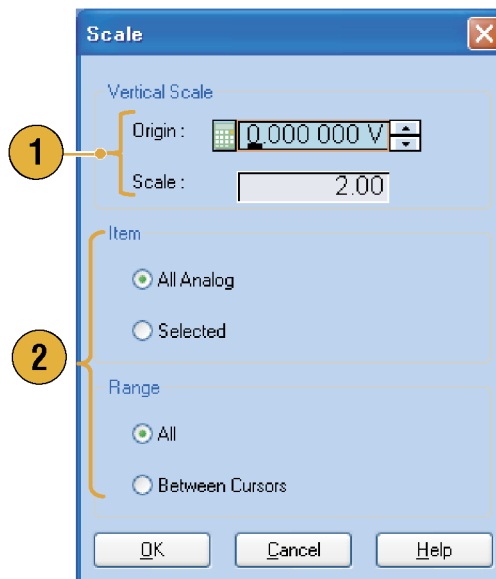 Scale
Vertical Scale
Origin :
0.000 000 V
1
Scale :
2.00
Item
All Analog
Selected
2
Range
All
Between Cursors
OK
Cancel
Help